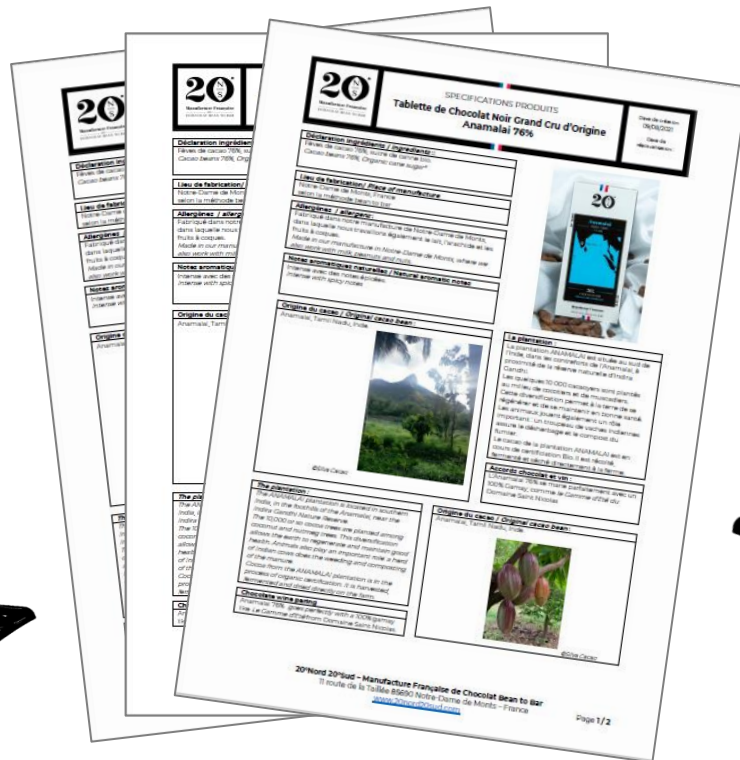 20°
NS
Manufacture Française
SPECIFICATIONS PRODUITS
Tablette de Chocolat Noir Grand Cru d'Origine
Anamalaï 76%
Date de création
Déclaration ingrédients / Ingredients :
Fèves de cacao 76%, sucre de canne bio.
Cacao beans 76%, Organic cane sugar*
Lieu de fabrication/ Place of manufacture
Notre-Dame de Monts, France
selon la méthode bean to bar
Allergènes / allergens :
Fabriqué dans notre manufacture de Notre-Dame de Monts,
dans laquelle nous travaillons également le lait, l'arachide et les
fruits à coques.
Made in our manufacture in Notre-Dame de Monts, where we
also work with milk, peanuts and nuts.
Notes aromatiques naturelles / Natural aromatic notes
Intense avec des notes épicées.
Intense with spicy notes
Origine du cacao / Original cacao bean :
Anamalaï, Tamil Nadu, Inde
©Silva Cacao
The plantation :
The ANAMALAI plantation is located in southern
India, in the foothills of the Anamalai, near the
Indira Gandhi Nature Reserve.
The 10,000 or so cocoa trees are planted among
coconut and nutmeg trees. This diversification
allows the earth to regenerate and maintain good
health. Animals also play an important role: a herd
of Indian cows does the weeding and composting
of the manure.
Cocoa from the ANAMALAI plantation is in the
process of organic certification. It is harvested,
fermented and dried directly on the farm.
Chocolate wine paring
Anamalaï 76% goes perfectly with a 100% gamay
like Le Gamme d'Eté from Domaine Saint Nicolas.
La plantation :
La plantation ANAMALAI est située au sud de
l'Inde, dans les contreforts de l'Anamalaï, à
proximité de la réserve naturelle d'Indira
Gandhi.
Les quelques 10 000 cacaoyers sont plantés
au milieu de cocotiers et de muscadiers.
Cette diversification permet à la terre de se
régénérer et de se maintenir en bonne santé.
Les animaux jouent également un rôle
important : un troupeau de vaches indiennes
assure le désherbage et le compost du
fumier.
Le cacao de la plantation ANAMALAI est en
cours de certification Bio. Il est récolté,
fermenté et séché directement à la ferme.
Accords chocolat et vin :
L'Anamalaï 76% se marie parfaitement avec un
100% Gamay, comme le Gamme d'Eté du
Domaine Saint Nicolas
Origine du cacao / Original cacao bean :
Anamalaï, Tamil Nadu, Inde
©Silva Cacao
20°Nord 20°Sud – Manufacture Française de Chocolat Bean to Bar
11 route de la Taillée 85690 Notre-Dame de Monts – France
www.20nord20sud.com
Page 1 / 2